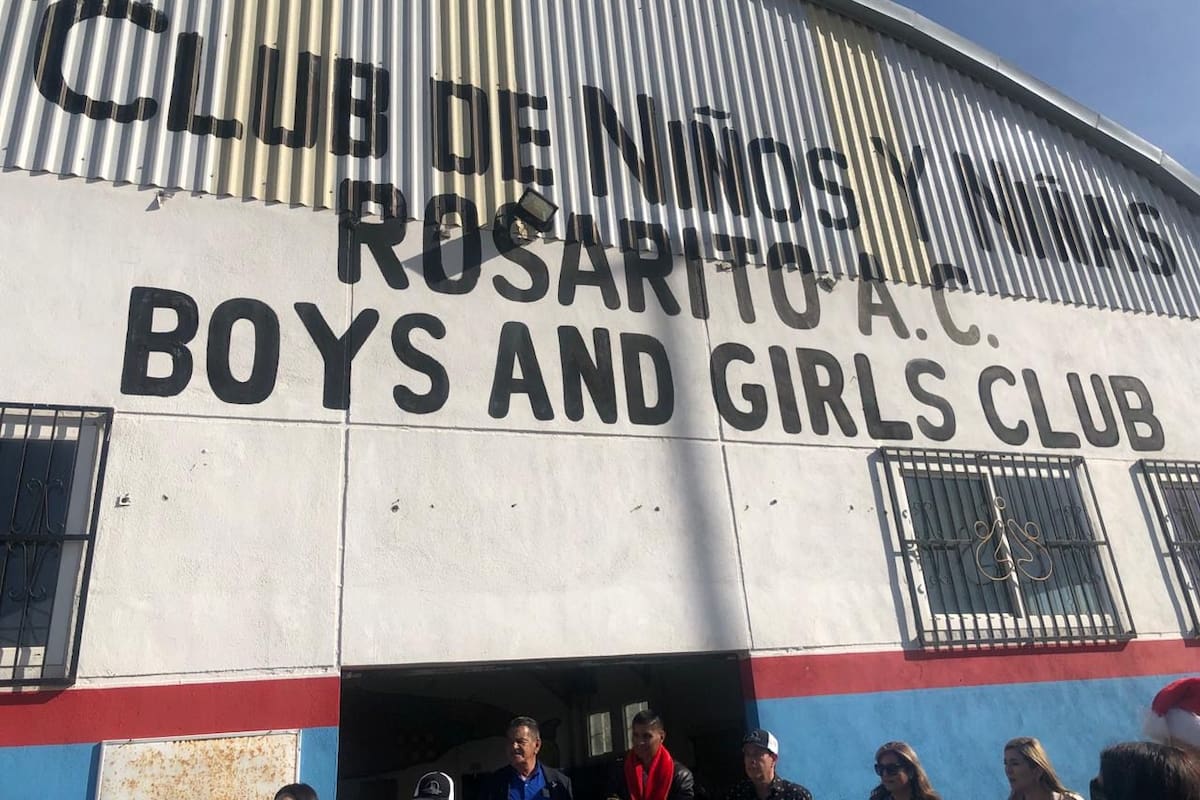 CLUB DE NIÑOS Y NIÑAS
ROSARITO A.C.
BOYS AND GIRLS CLUB